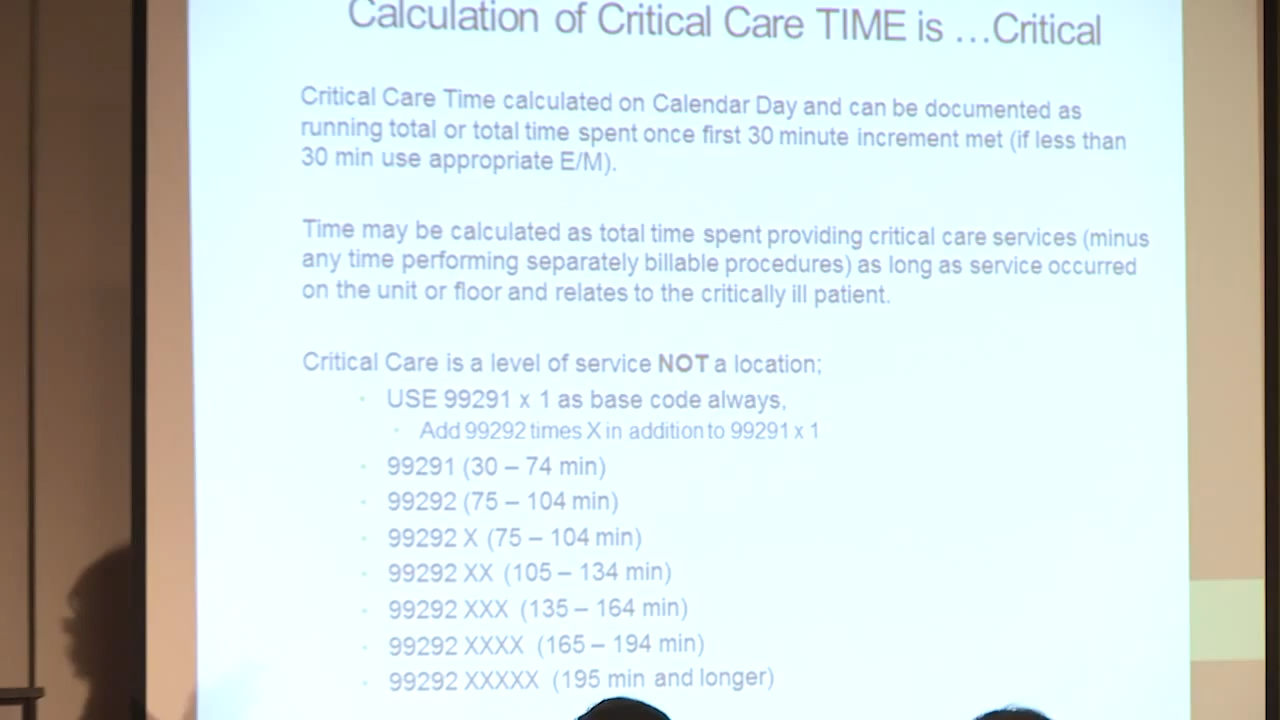 Calculation of Critical Care TIME is ...Critical
Critical Care Time calculated on Calendar Day and can be documented as
running total or total time spent once first 30 minute increment met (if less than
30 min use appropriate E/M).
Time may be calculated as total time spent providing critical care services (minus
any time performing separately billable procedures) as long as service occurred
on the unit or floor and relates to the critically ill patient.
Critical Care is a level of service NOT a location;
· USE 99291 x 1 as base code always,
· Add 99292 times X in addition to 99291 x 1
· 99291 (30 – 74 min)
· 99292 (75 – 104 min)
· 99292 X (75 – 104 min)
· 99292 XX (105 – 134 min)
· 99292 XXX (135 – 164 min)
· 99292 XXXX (165 – 194 min)
· 99292 XXXXX (195 min and longer)